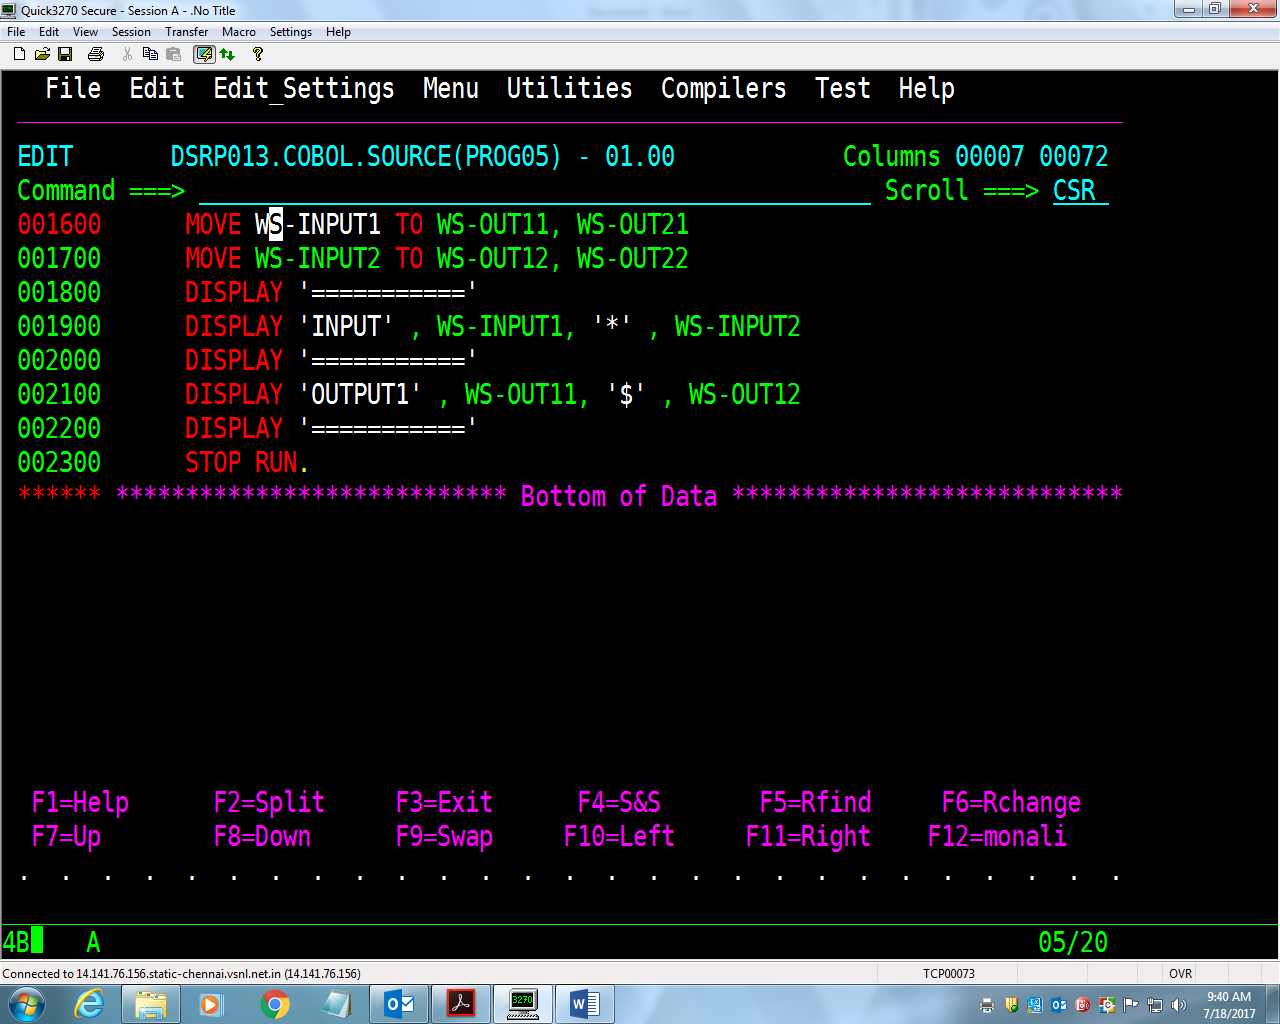 Quick3270 Secure - Session A - .No Title
File Edit View Session Transfer Macro Settings Help
File Edit Edit_Settings Menu Utilities Compilers Test Help
EDIT DSRP013.COBOL.SOURCE(PROG05) - 01.00 Columns 00007 00072
Command ===> Scroll ===> CSR
001600 MOVE WS-INPUT1 TO WS-OUT11, WS-OUT21
001700 MOVE WS-INPUT2 TO WS-OUT12, WS-OUT22
001800 DISPLAY '==========='
001900 DISPLAY 'INPUT' , WS-INPUT1, '*' , WS-INPUT2
002000 DISPLAY '==========='
002100 DISPLAY 'OUTPUT1' , WS-OUT11, '$' , WS-OUT12
002200 DISPLAY '==========='
002300 STOP RUN.
****** **************************** Bottom of Data ****************************
F1=Help F2=Split F3=Exit F4=S&S F5=Rfind F6=Rchange
F7=Up F8=Down F9=Swap F10=Left F11=Right F12=monali
. . . . . . . . . . . . . . . . . . . . . . . . . . .
4B A 05/20
Connected to 14.141.76.156.static-chennai.vsnl.net.in (14.141.76.156) TCP00073 OVR
3270
9:40 AM
7/18/2017